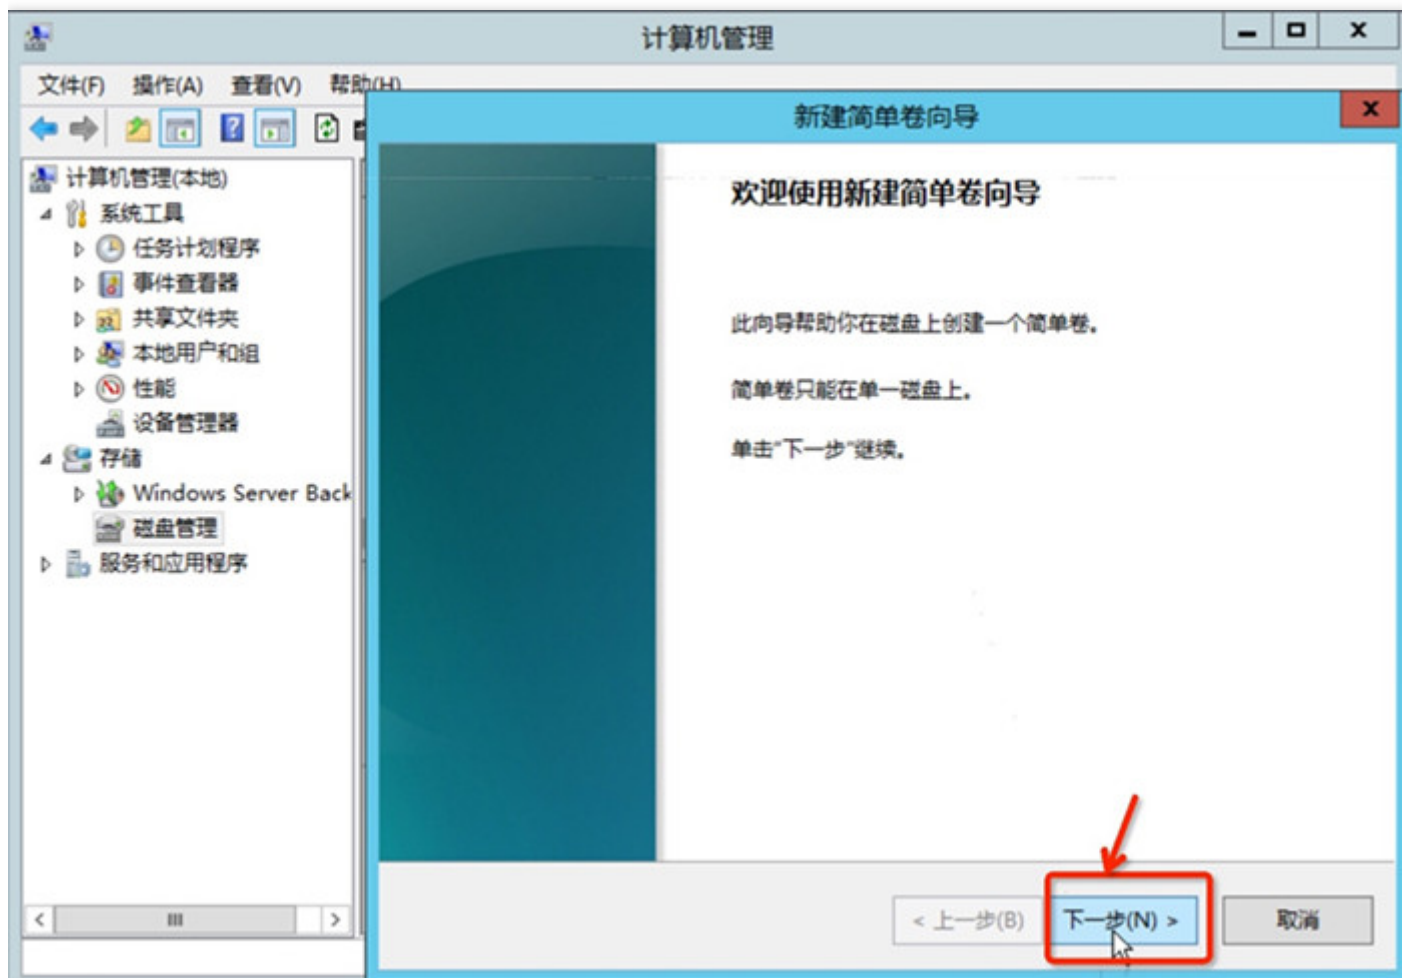 计算机管理
文件(F) 操作(A) 查看(V) 帮助(H)
新建简单卷向导
计算机管理(本地)
系统工具
任务计划程序
事件查看器
共享文件夹
本地用户和组
性能
设备管理器
存储
Windows Server Back
磁盘管理
服务和应用程序
欢迎使用新建简单卷向导
此向导帮助你在磁盘上创建一个简单卷。
简单卷只能在单一磁盘上。
单击"下一步"继续。
< 上一步(B) 下一步(N) > 取消